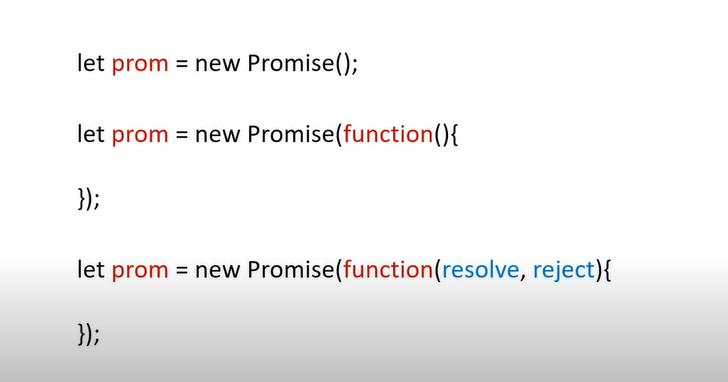 let prom = new Promise();
let prom = new Promise(function(){
});
let prom = new Promise(function(resolve, reject){
});